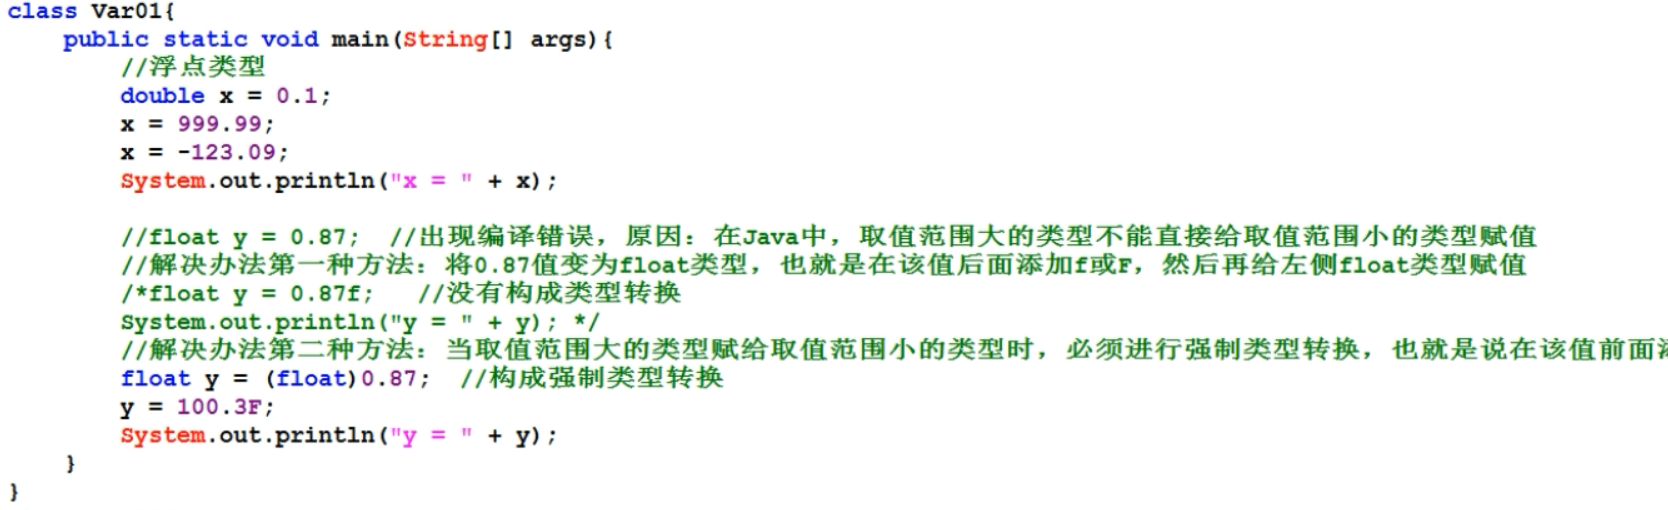 class Var01{
public static void main(String[] args){
//浮点类型
double x = 0.1;
x = 999.99;
x = -123.09;
System.out.println("x = " + x);
//float y = 0.87;  //出现编译错误，原因：在Java中，取值范围大的类型不能直接给取值范围小的类型赋值
//解决办法第一种方法：将0.87值变为float类型，也就是在该值后面添加f或F，然后再给左侧float类型赋值
/*float y = 0.87f;   //没有构成类型转换
System.out.println("y = " + y); */
//解决办法第二种方法：当取值范围大的类型赋给取值范围小的类型时，必须进行强制类型转换，也就是说在该值前面
float y = (float)0.87;  //构成强制类型转换
y = 100.3F;
System.out.println("y = " + y);
}
}